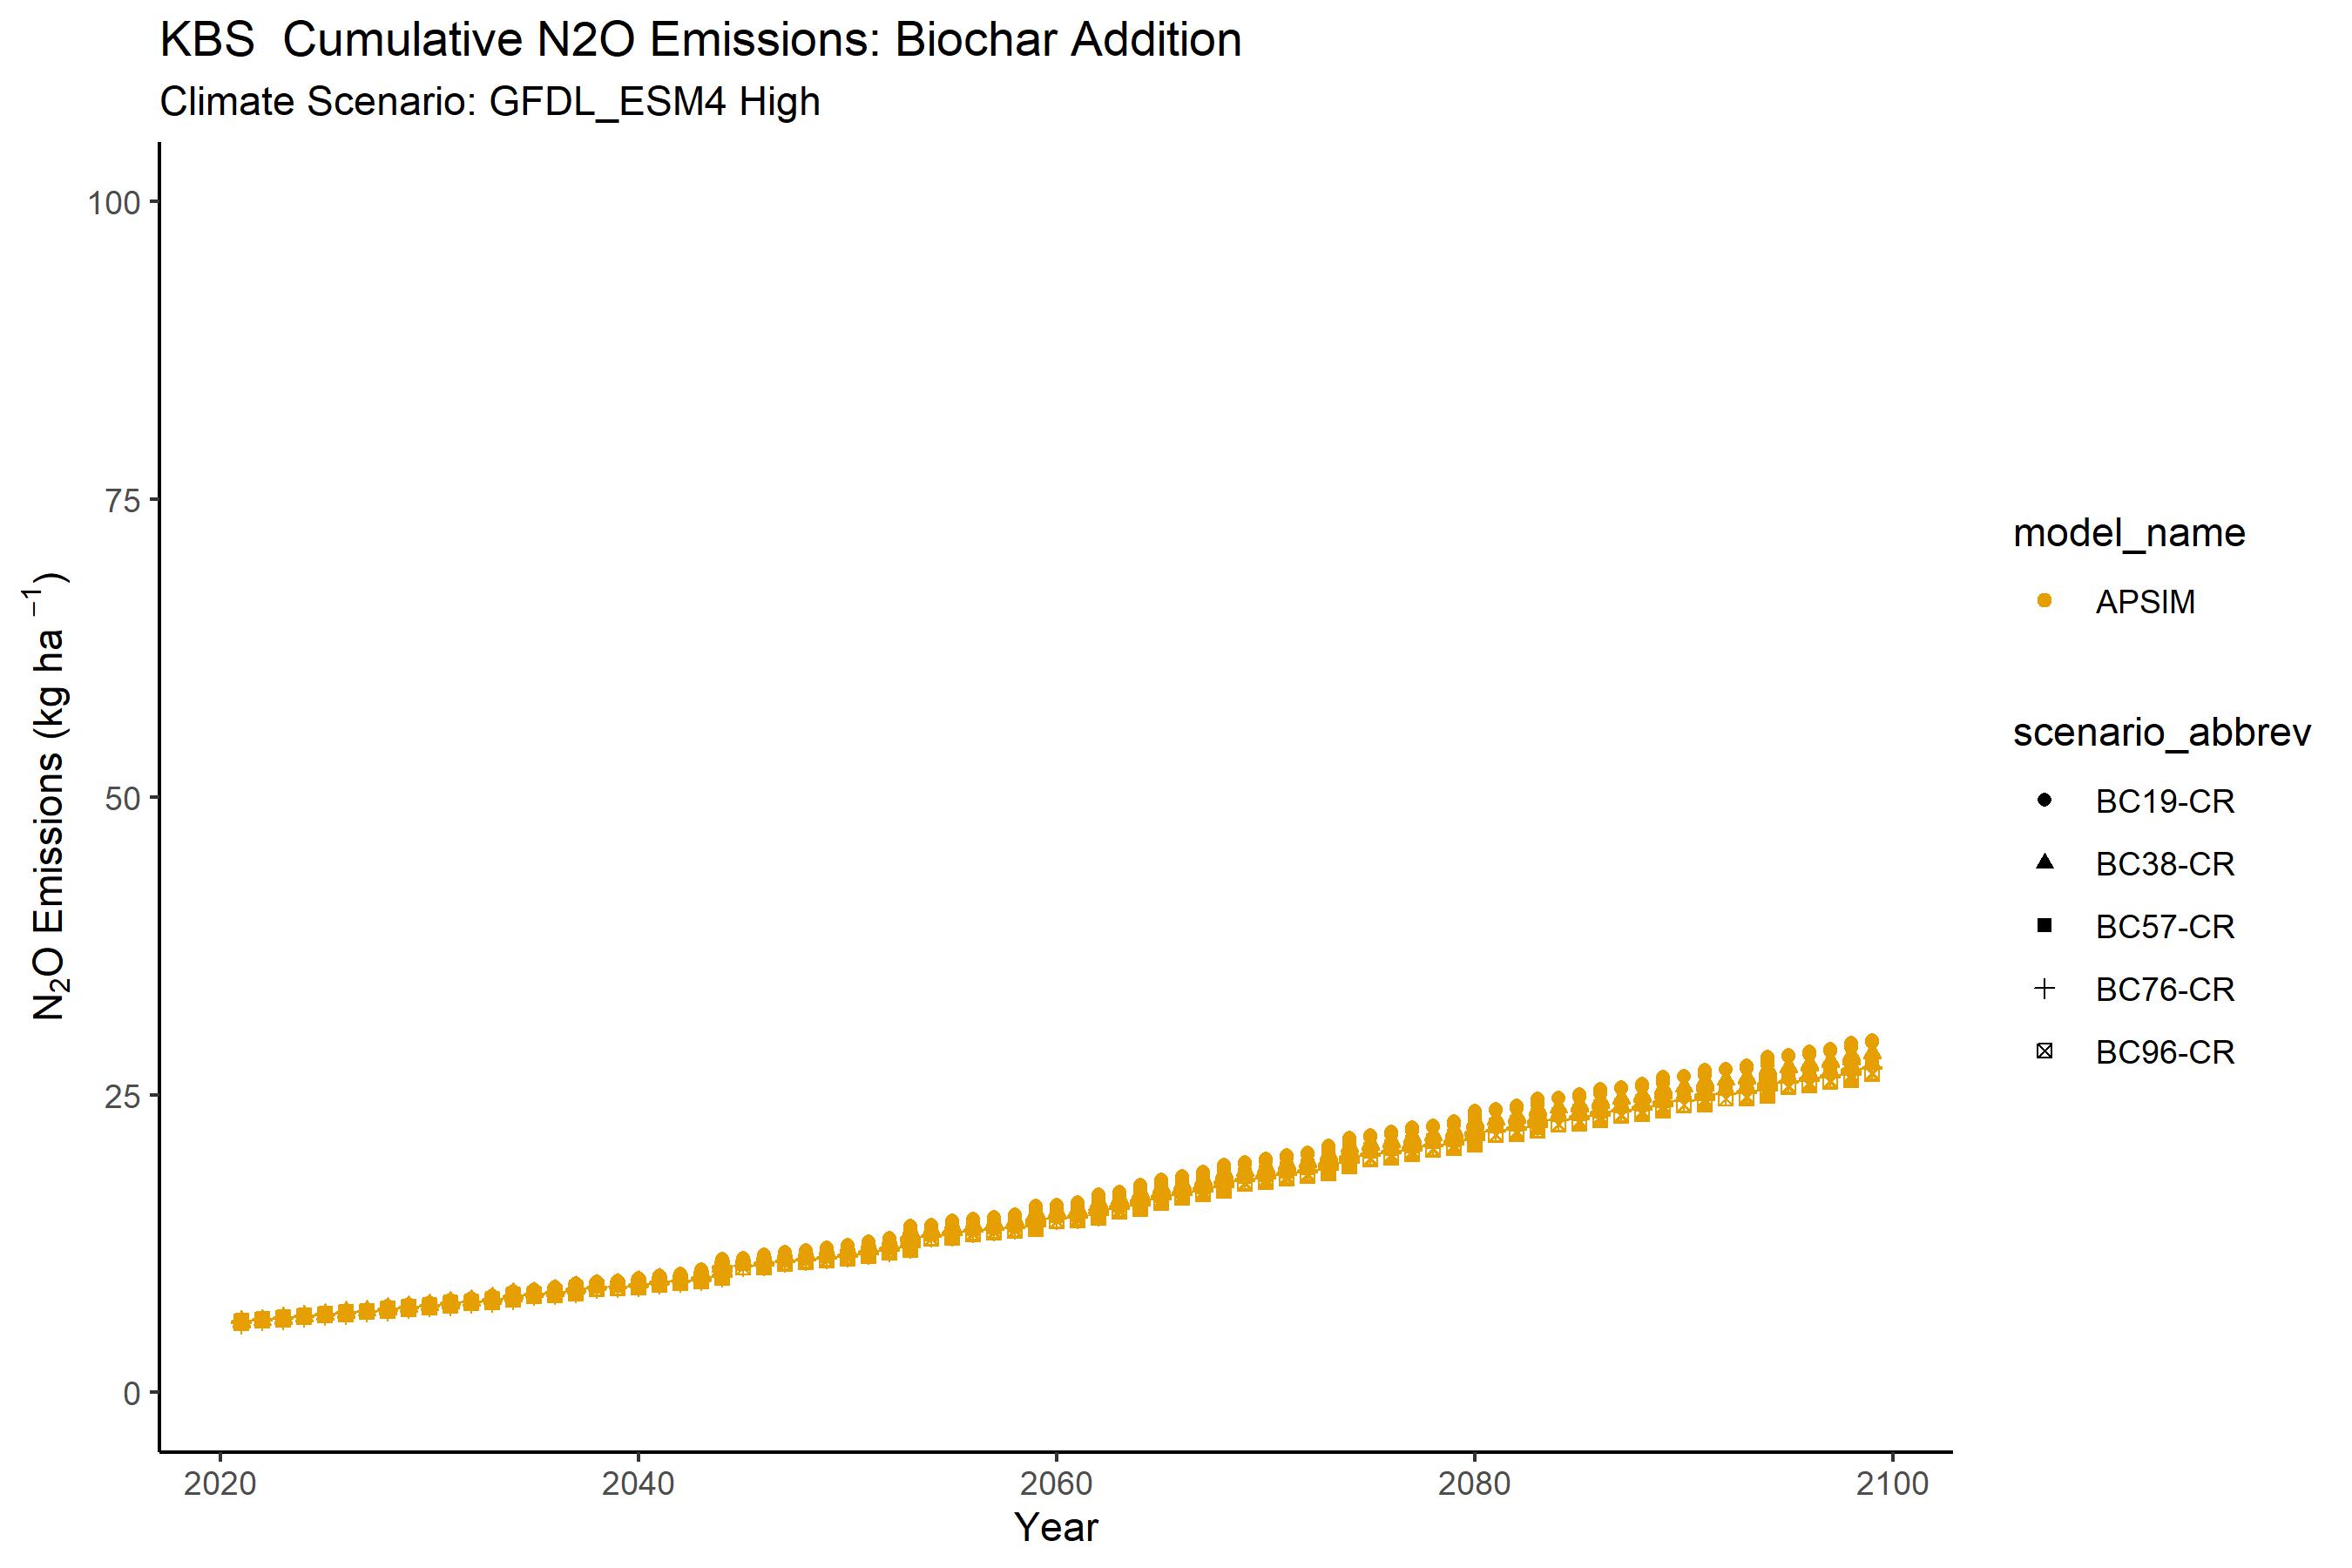 KBS  Cumulative N2O Emissions: Biochar Addition
Climate Scenario: GFDL_ESM4 High
N₂O Emissions (kg ha ⁻¹)
100
75
50
25
0
2020 2040 2060 2080 2100
Year
model_name
APSIM
scenario_abbrev
BC19-CR
BC38-CR
BC57-CR
BC76-CR
BC96-CR